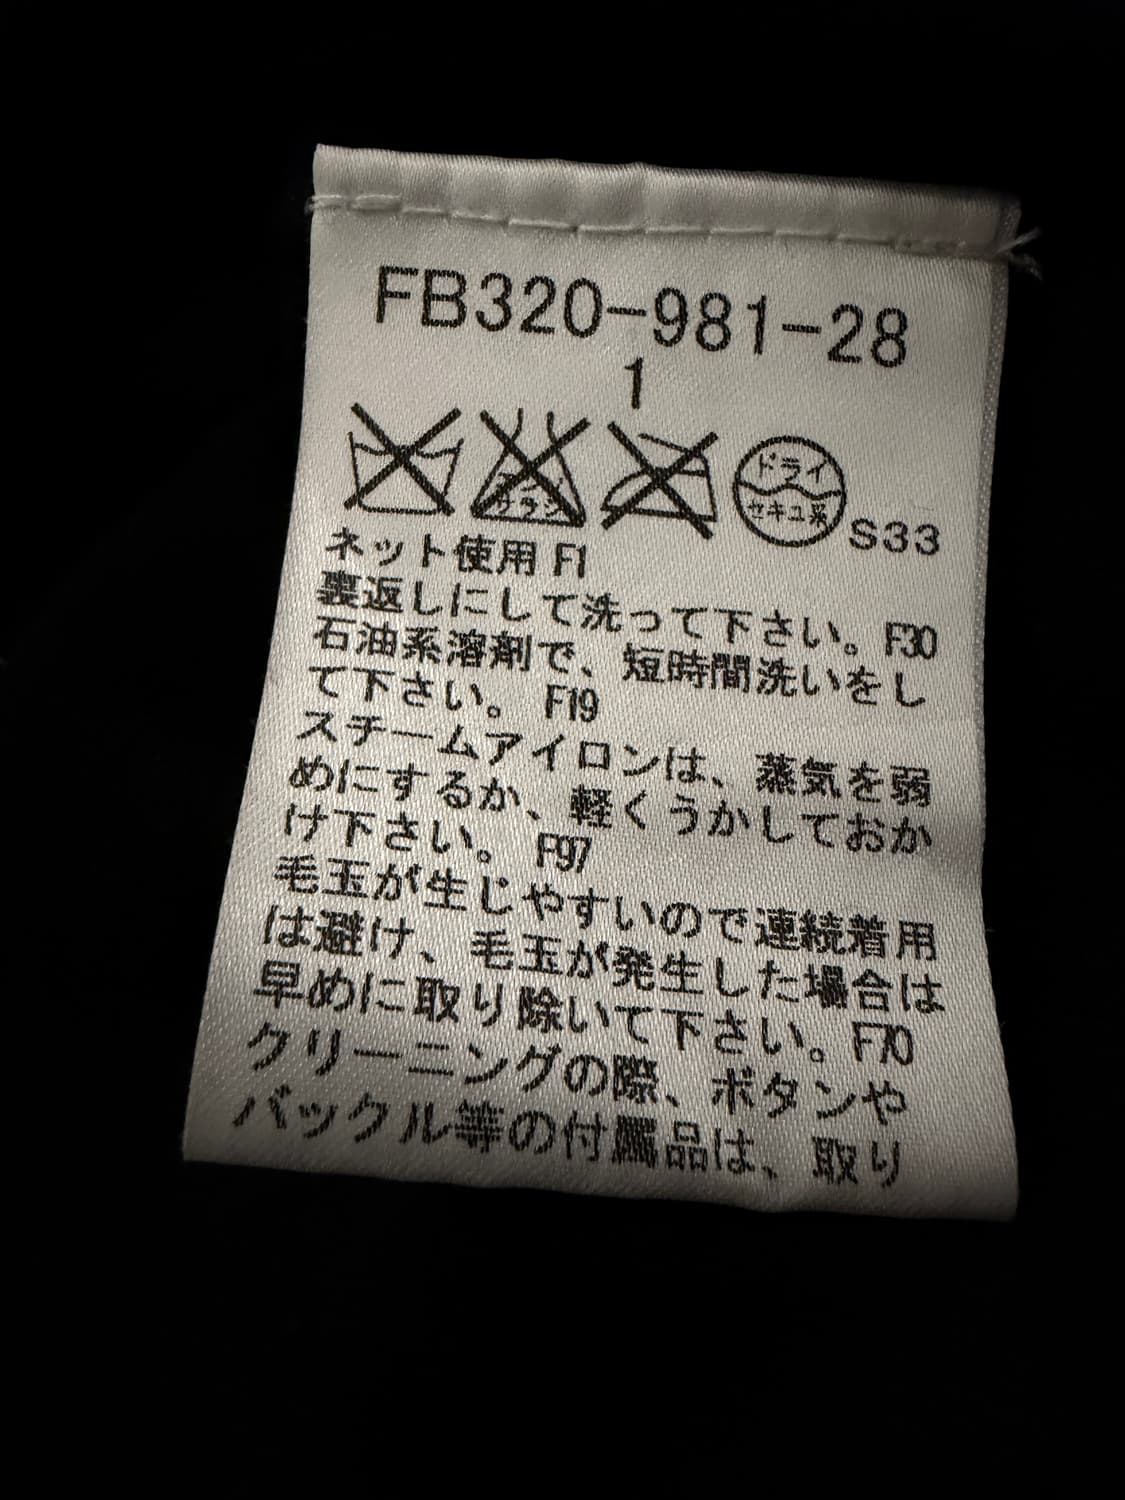 FB320-981-28
1
ドライ
セキユ系
S33
ネット使用 F1
裏返しにして洗って下さい。F30
石油系溶剤で、短時間洗いをし
て下さい。 F19
スチームアイロンは、蒸気を弱
めにするか、軽くうかしておか
け下さい。 F97
毛玉が生じやすいので連続着用
は避け、毛玉が発生した場合は
早めに取り除いて下さい。F70
クリーニングの際、ボタンや
バックル等の付属品は、取り